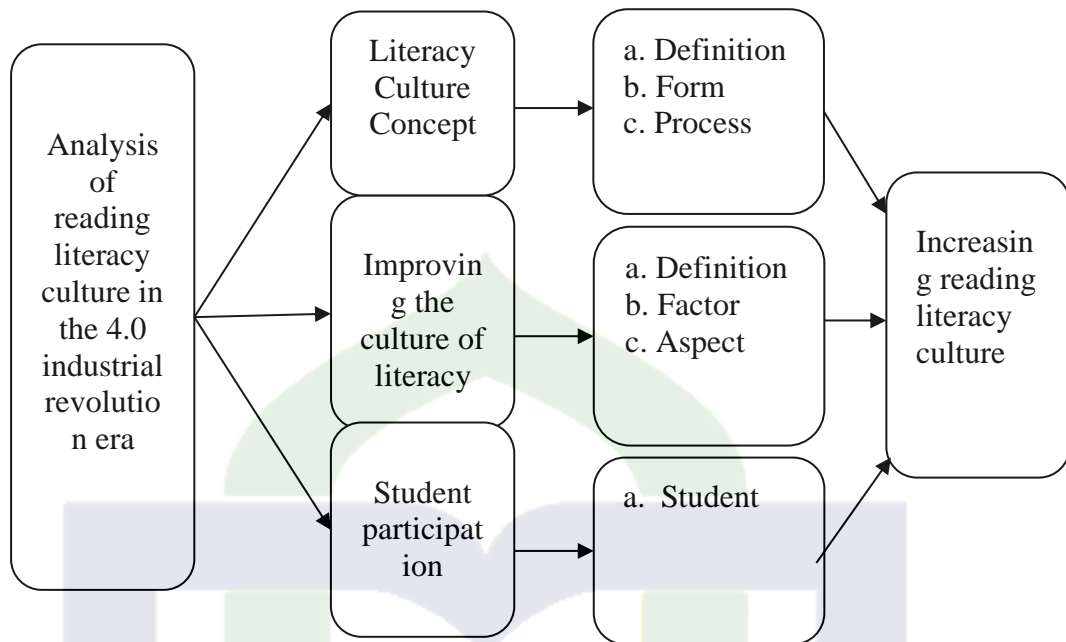 Analysis
of
reading
literacy
culture in
the 4.0
industrial
revolutio
n era
Literacy
Culture
Concept
a. Definition
b. Form
c. Process
Improvin
g the
culture of
literacy
a. Definition
b. Factor
c. Aspect
Student
participat
ion
a. Student
Increasin
g reading
literacy
culture